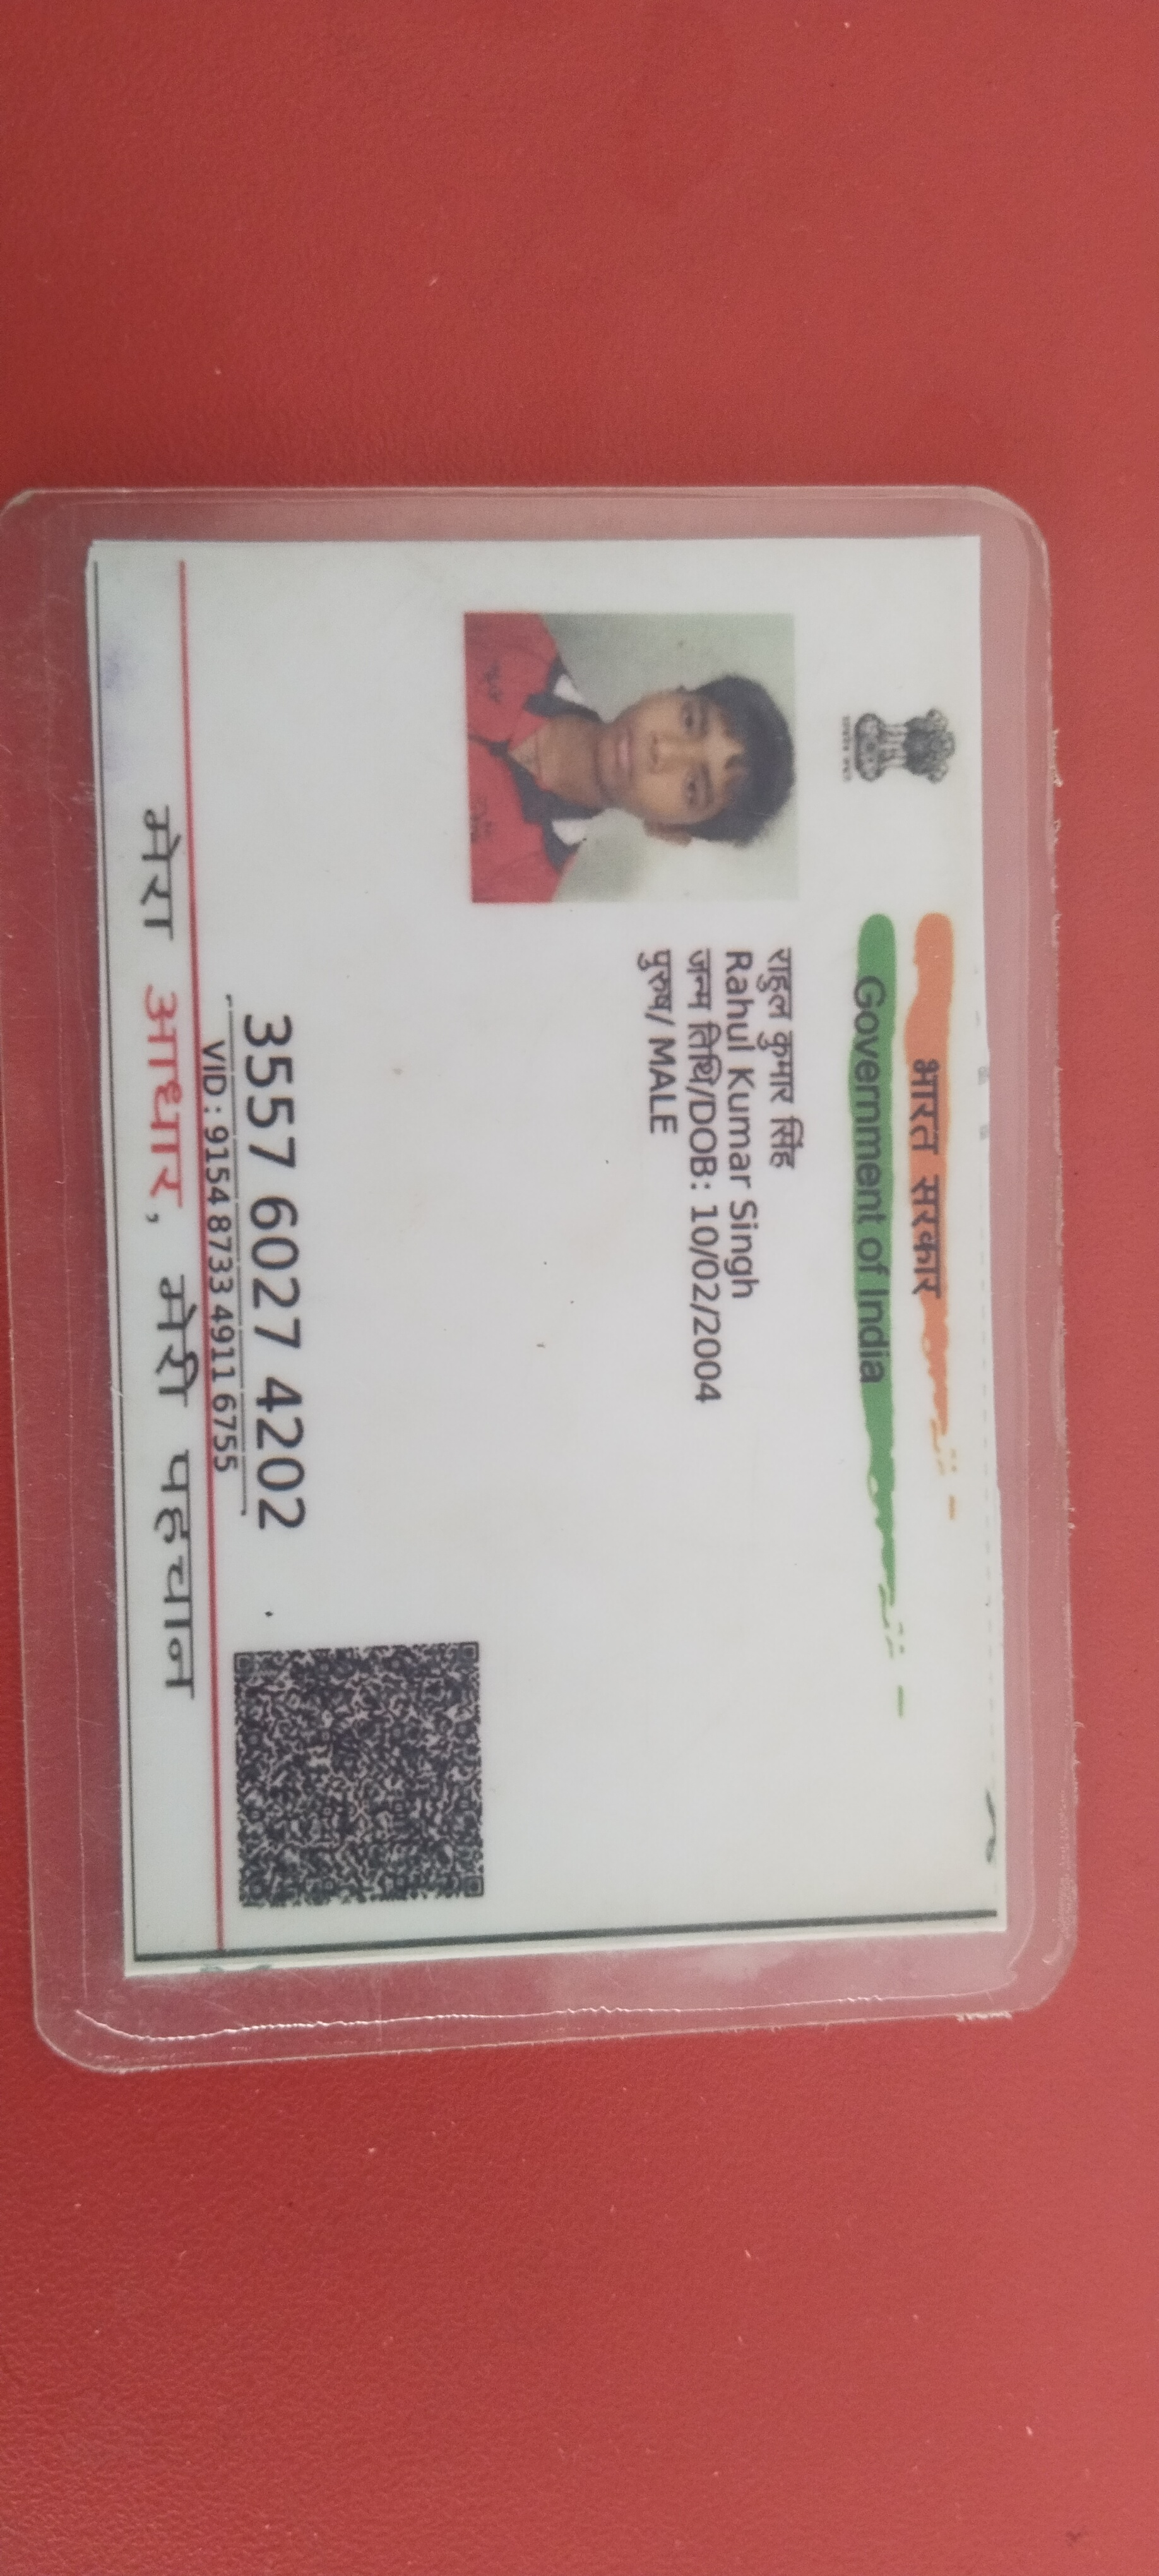 भारत सरकार
Government of India
राहुल कुमार सिंह
Rahul Kumar Singh
जन्म तिथि/DOB: 10/02/2004
पुरुष/ MALE
3557 6027 4202
VID : 9154 8733 4911 6755
मेरा आधार, मेरी पहचान